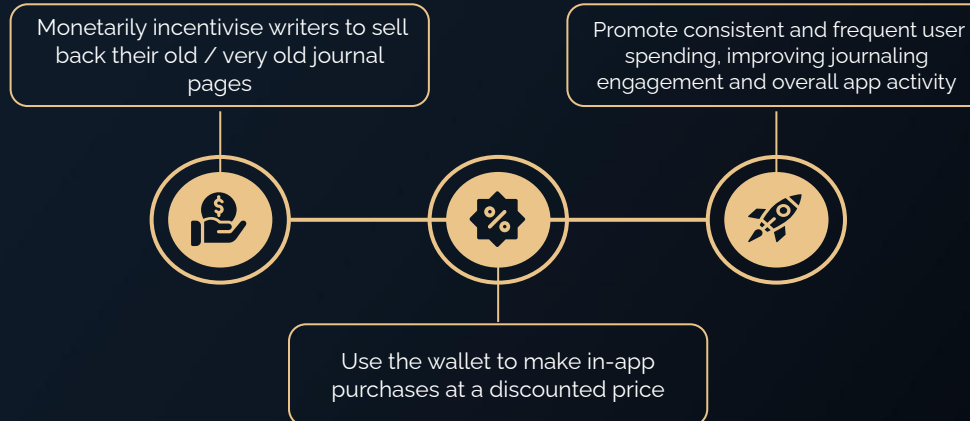 Monetarily incentivise writers to sell
back their old / very old journal
pages
Promote consistent and frequent user
spending, improving journaling
engagement and overall app activity
$
%
Use the wallet to make in-app
purchases at a discounted price